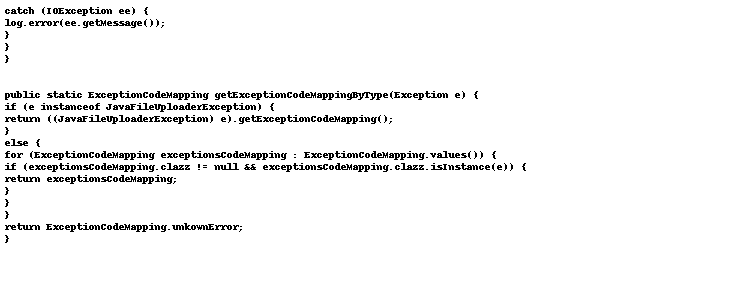 catch (IOException ee) {
log.error(ee.getMessage());
}
}
}
public static ExceptionCodeMapping getExceptionCodeMappingByType(Exception e) {
if (e instanceof JavaFileUploaderException) {
return ((JavaFileUploaderException) e).getExceptionCodeMapping();
}
else {
for (ExceptionCodeMapping exceptionsCodeMapping : ExceptionCodeMapping.values()) {
if (exceptionsCodeMapping.clazz != null && exceptionsCodeMapping.clazz.isInstance(e)) {
return exceptionsCodeMapping;
}
}
}
return ExceptionCodeMapping.unkownError;
}